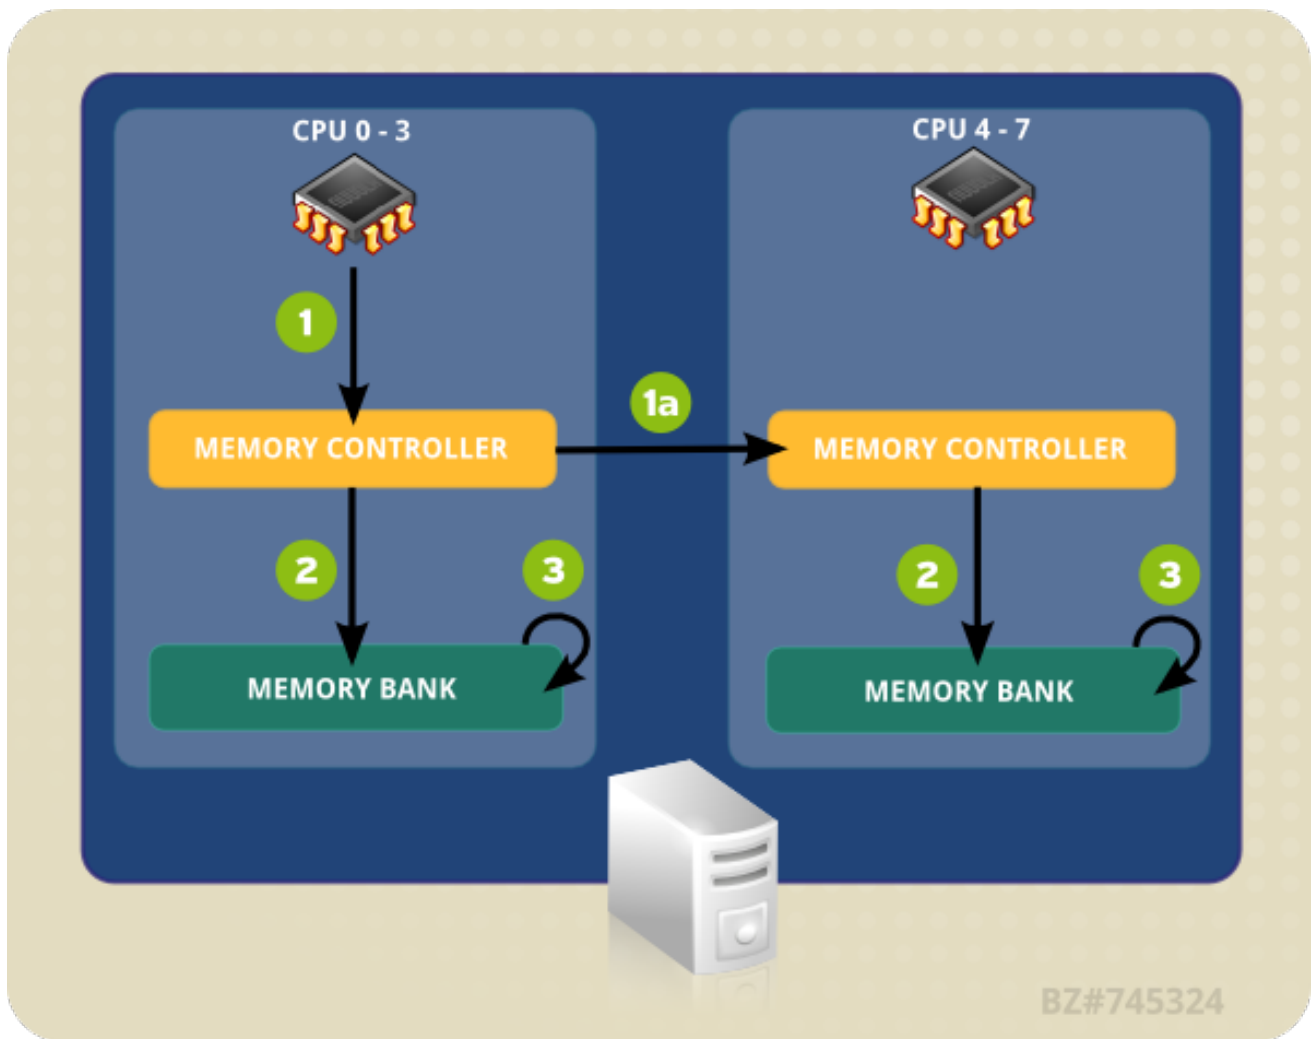 CPU 0 - 3
CPU 4 - 7
1
1a
MEMORY CONTROLLER
MEMORY CONTROLLER
2
3
2
3
MEMORY BANK
MEMORY BANK
BZ#745324